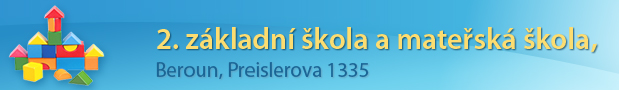 2. základní škola a mateřská škola,
Beroun, Preislerova 1335